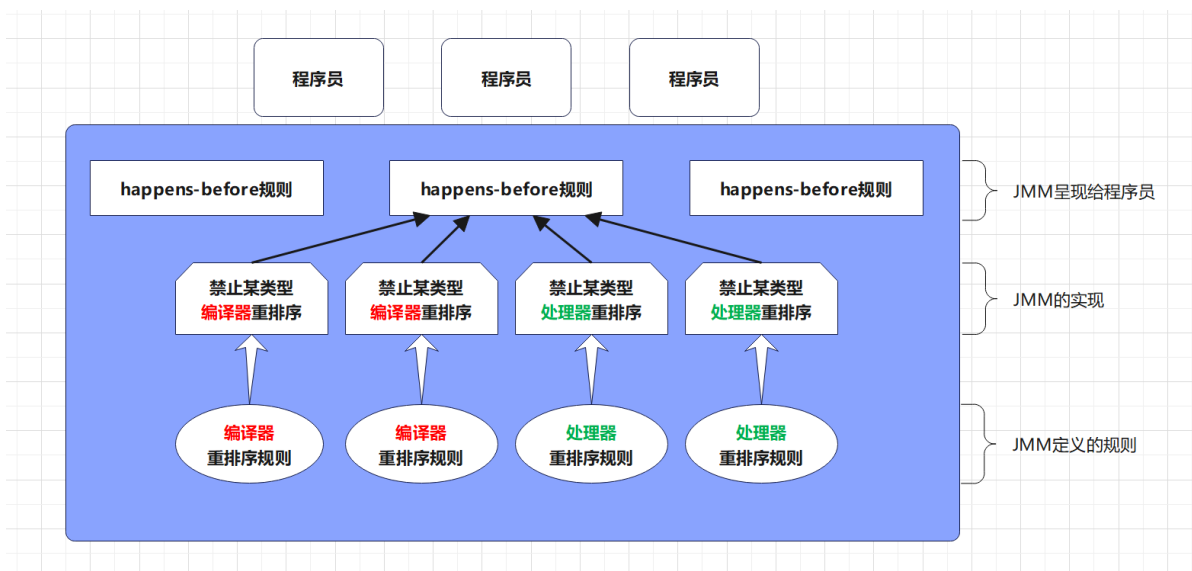 程序员
程序员
程序员
happens-before规则
happens-before规则
happens-before规则
JMM呈现给程序员
禁止某类型
编译器重排序
禁止某类型
编译器重排序
禁止某类型
处理器重排序
禁止某类型
处理器重排序
JMM的实现
编译器
重排序规则
编译器
重排序规则
处理器
重排序规则
处理器
重排序规则
JMM定义的规则